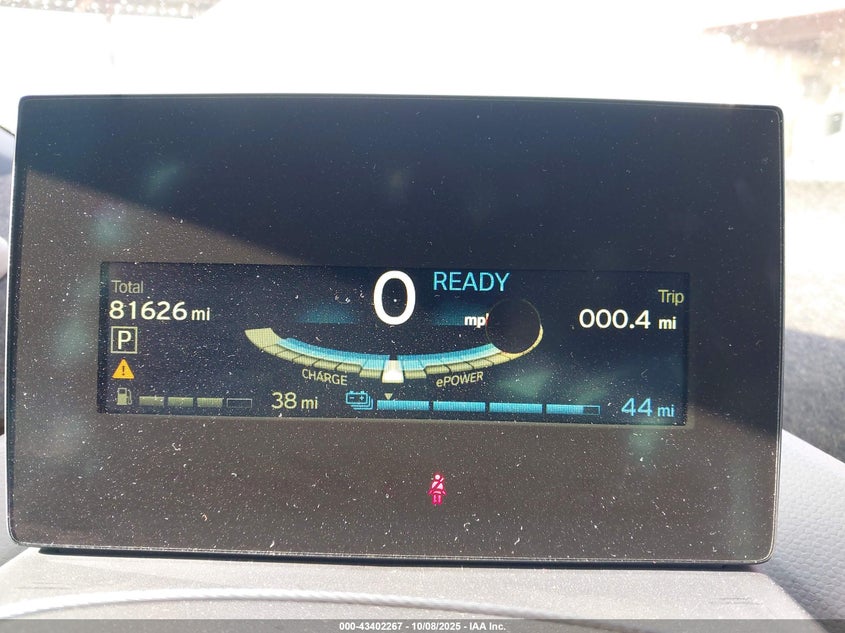 READY
Total
81626 mi
0
mph
Trip
000.4 mi
P
CHARGE
ePOWER
38 mi
44 mi
000-43402267 - 10/08/2025 - IAA Inc.